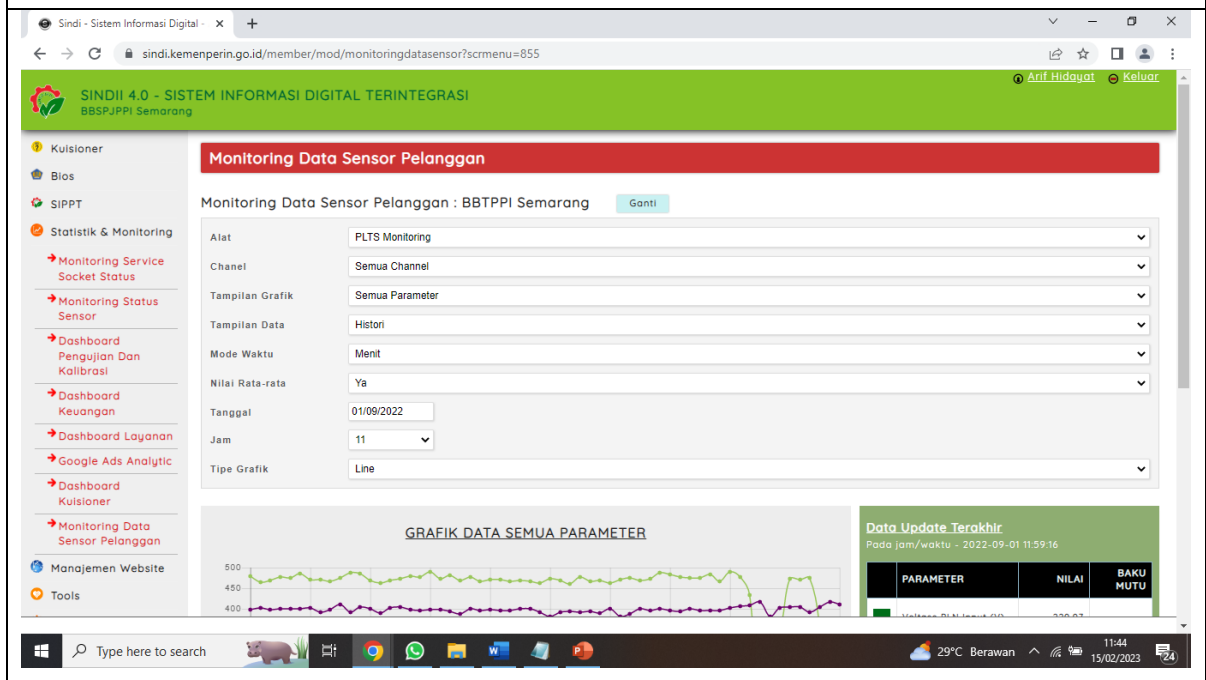 Sindi - Sistem Informasi Digital -
sindi.kemenperin.go.id/member/mod/monitoringdatasensor?scrmenu=855
Arif Hidayat Keluar
SINDII 4.0 - SISTEM INFORMASI DIGITAL TERINTEGRASI
BBSPJPPI Semarang
Kuisioner
Bios
SIPPT
Statistik & Monitoring
Monitoring Service
Socket Status
Monitoring Status
Sensor
Dashboard
Pengujian Dan
Kalibrasi
Dashboard
Keuangan
Dashboard Layanan
Google Ads Analytic
Dashboard
Kuisioner
Monitoring Data
Sensor Pelanggan
Manajemen Website
Tools
Monitoring Data Sensor Pelanggan
Monitoring Data Sensor Pelanggan : BBTPPI Semarang Ganti
Alat PLTS Monitoring
Chanel Semua Channel
Tampilan Grafik Semua Parameter
Tampilan Data Histori
Mode Waktu Menit
Nilai Rata-rata Ya
Tanggal 01/09/2022
Jam 11
Tipe Grafik Line
GRAFIK DATA SEMUA PARAMETER
500
450
400
Data Update Terakhir
Pada jam/waktu - 2022-09-01 11:59:16
PARAMETER NILAI BAKU
MUTU
Type here to search
29°C Berawan
11:44
15/02/2023
24